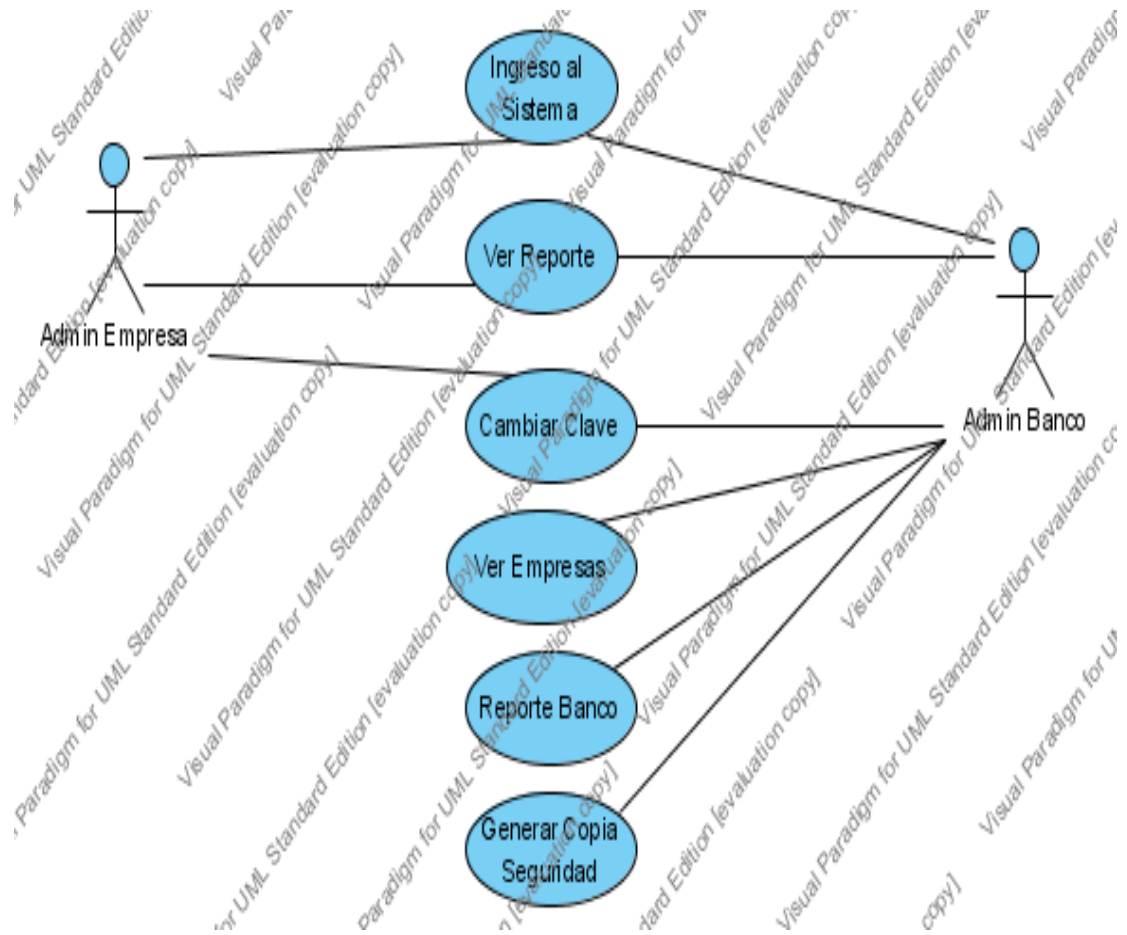 Ingreso al
Sistema
Ver Reporte
Admin Empresa
Cambiar Clave
Admin Banco
Ver Empresas
Reporte Banco
Generar Copia
Seguridad
Visual Paradigm for UML Standard Edition [evaluation copy]